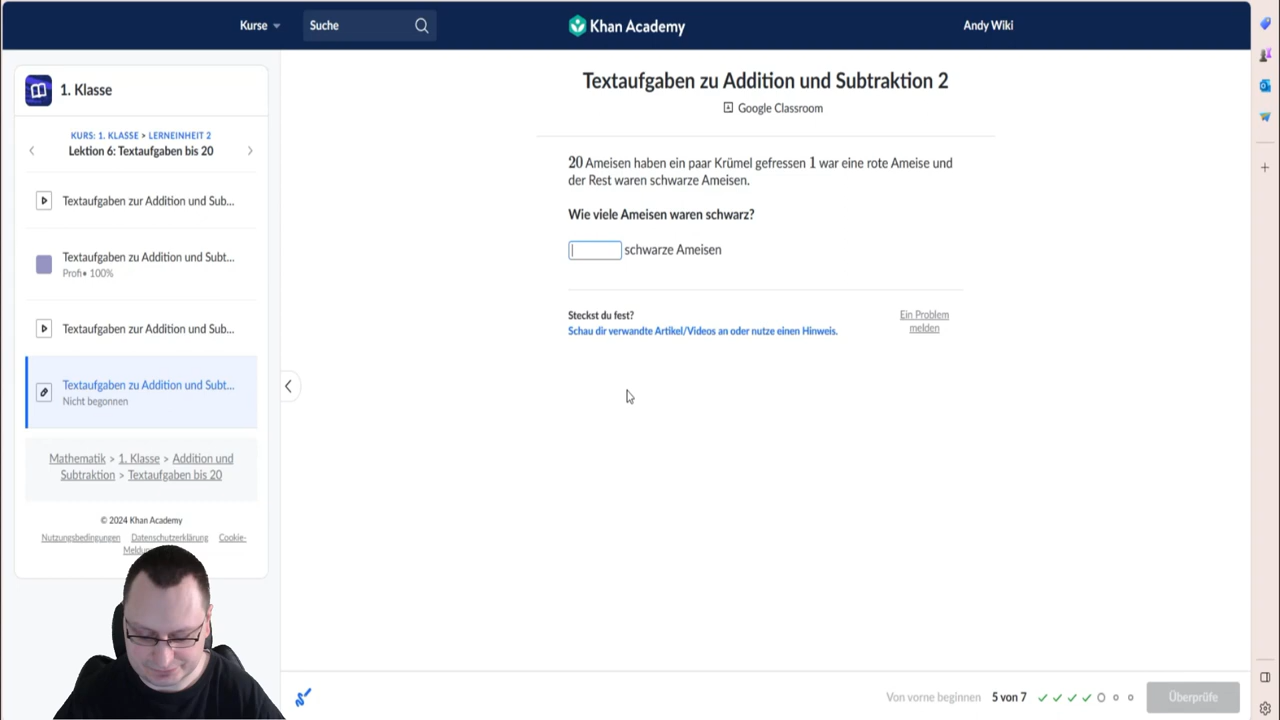 Kurse
Suche
Khan Academy
Andy Wiki
1. Klasse
KURS: 1. KLASSE > LERNEINHEIT 2
Lektion 6: Textaufgaben bis 20
Textaufgaben zur Addition und Sub...
Textaufgaben zu Addition und Subt...
Profi • 100%
Textaufgaben zur Addition und Sub...
Textaufgaben zu Addition und Subt...
Nicht begonnen
Mathematik > 1. Klasse > Addition und
Subtraktion > Textaufgaben bis 20
© 2024 Khan Academy
Nutzungsbedingungen Datenschutzerklärung Cookie-
Textaufgaben zu Addition und Subtraktion 2
Google Classroom
20 Ameisen haben ein paar Krümel gefressen 1 war eine rote Ameise und
der Rest waren schwarze Ameisen.
Wie viele Ameisen waren schwarz?
schwarze Ameisen
Steckst du fest?
Schau dir verwandte Artikel/Videos an oder nutze einen Hinweis.
Ein Problem
melden
Von vorne beginnen
5 von 7
Überprüfe